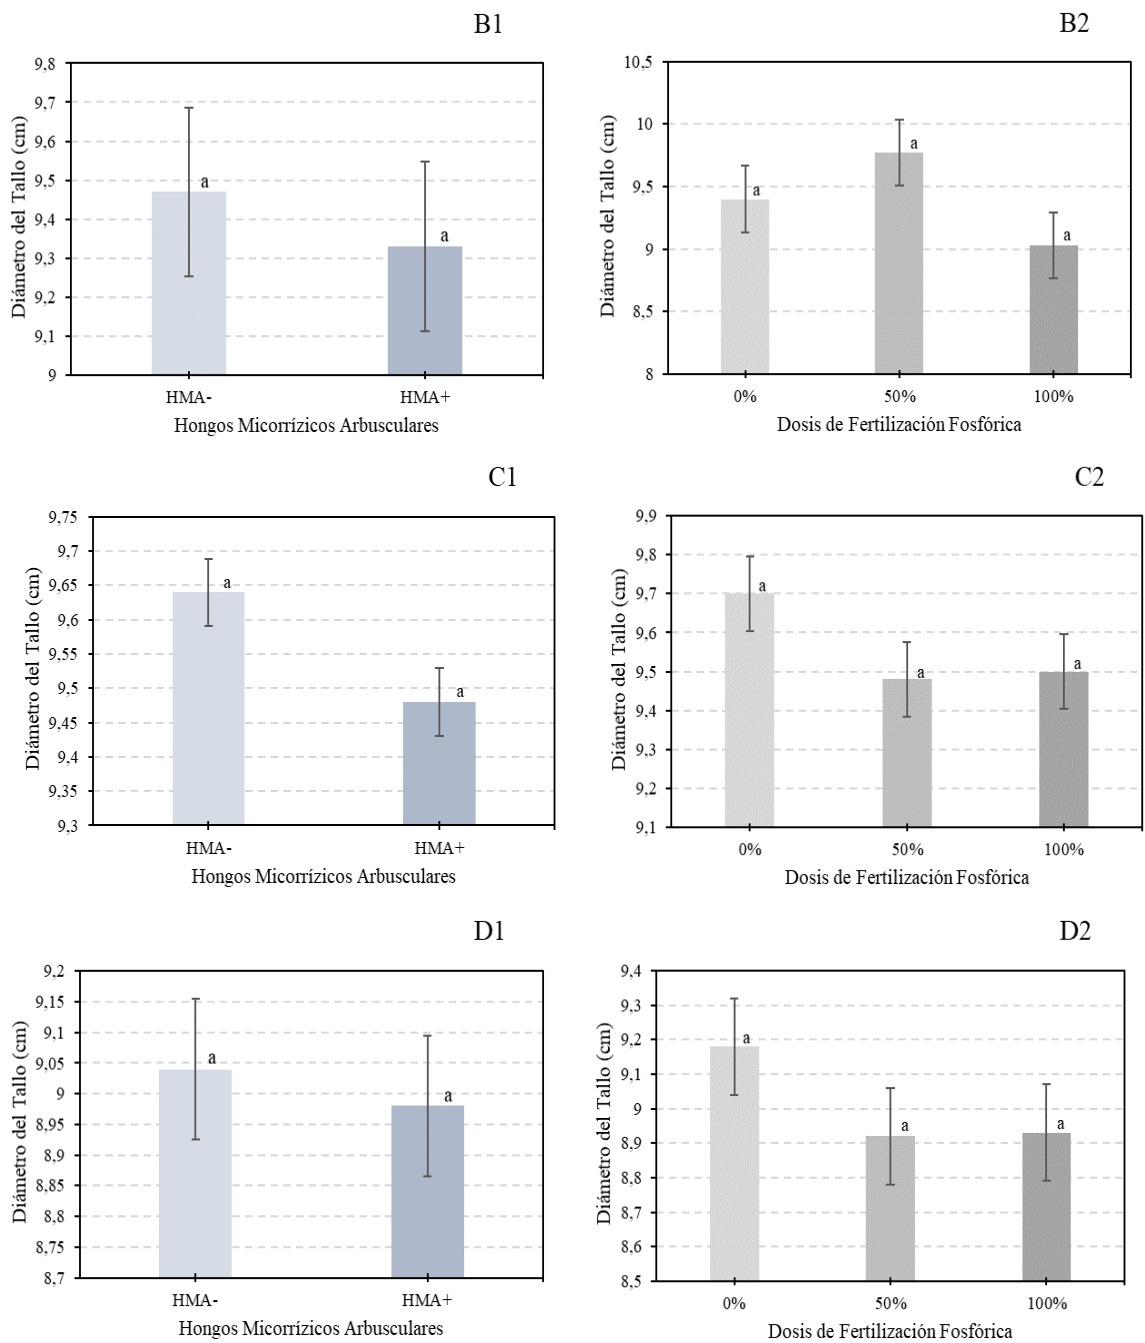 B1
Diámetro del Tallo (cm)
9,8
9,7
9,6
9,5
9,4
9,3
9,2
9,1
9
a
a
HMA-
HMA+
Hongos Micorrízicos Arbusculares
B2
Diámetro del Tallo (cm)
10,5
10
9,5
9
8,5
8
a
a
a
0%
50%
100%
Dosis de Fertilización Fosfórica
C1
Diámetro del Tallo (cm)
9,75
9,7
9,65
9,6
9,55
9,5
9,45
9,4
9,35
9,3
a
a
HMA-
HMA+
Hongos Micorrízicos Arbusculares
C2
Diámetro del Tallo (cm)
9,9
9,8
9,7
9,6
9,5
9,4
9,3
9,2
9,1
a
a
a
0%
50%
100%
Dosis de Fertilización Fosfórica
D1
Diámetro del Tallo (cm)
9,2
9,15
9,1
9,05
9
8,95
8,9
8,85
8,8
8,75
8,7
a
a
HMA-
HMA+
Hongos Micorrízicos Arbusculares
D2
Diámetro del Tallo (cm)
9,4
9,3
9,2
9,1
9
8,9
8,8
8,7
8,6
8,5
a
a
a
0%
50%
100%
Dosis de Fertilización Fosfórica